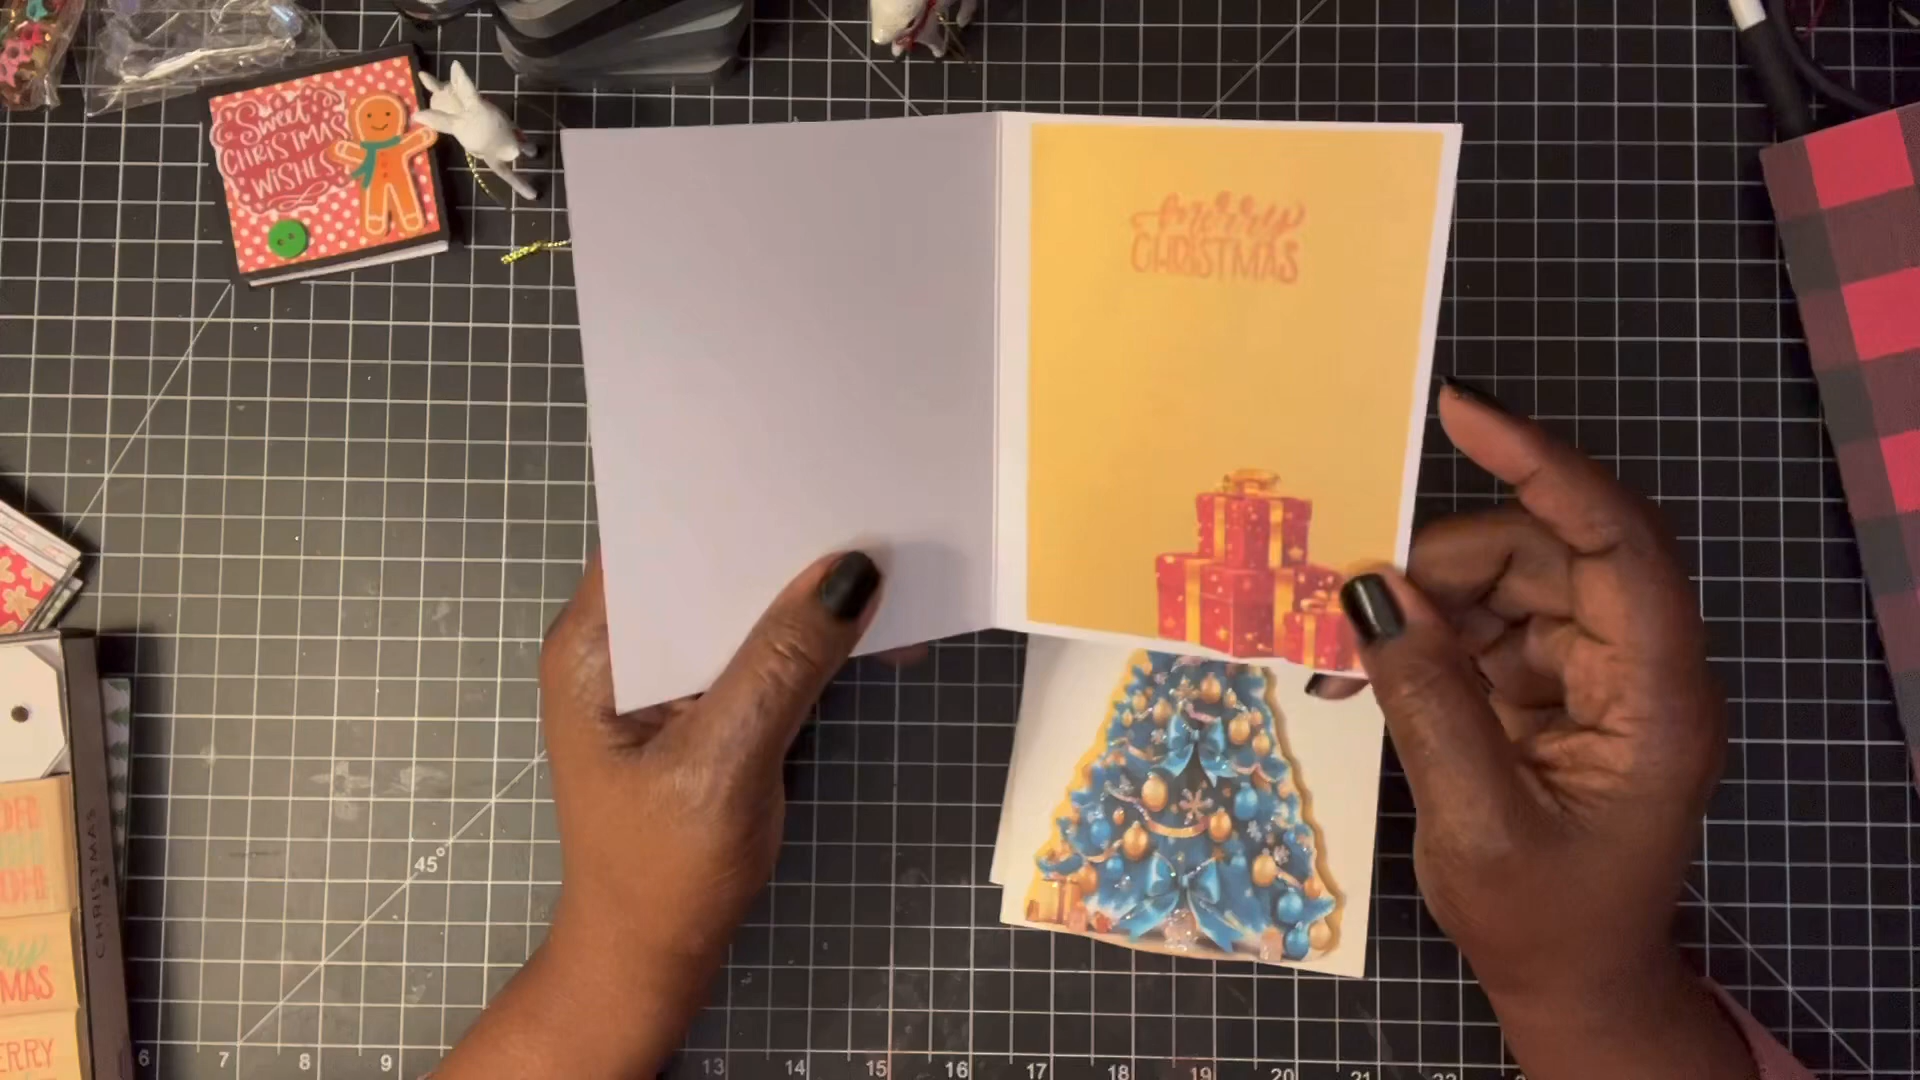 Sweet
CHRISTMAS
WISHES
merry
CHRISTMAS
CHRISTMAS
MAS
ERRY
45°
6 7 8 9 13 14 15 16 17 18 19 20 21 22